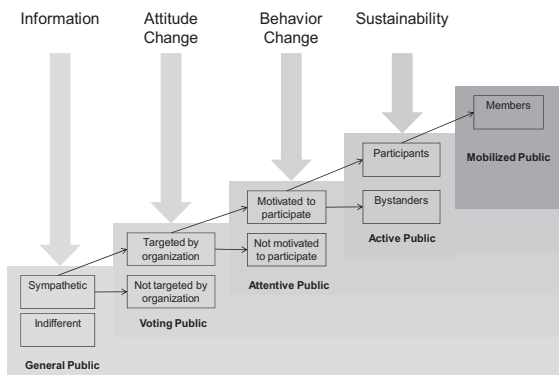 Information
Attitude
Change
Behavior
Change
Sustainability
Members
Mobilized Public
Participants
Bystanders
Active Public
Motivated to
participate
Not motivated
to participate
Attentive Public
Targeted by
organization
Not targeted by
organization
Voting Public
Sympathetic
Indifferent
General Public